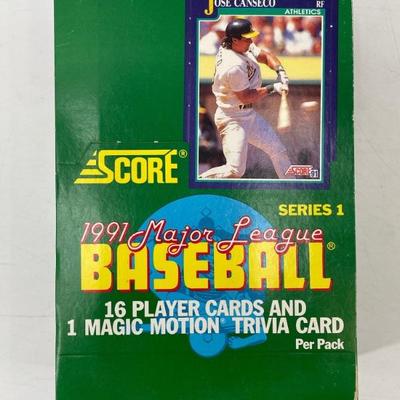 JOSE CANSECO RF
ATHLETICS
SCORE®
SCORE 91
SERIES 1
1991 Major League
BASEBALL®
16 PLAYER CARDS AND
1 MAGIC MOTION® TRIVIA CARD
Per Pack